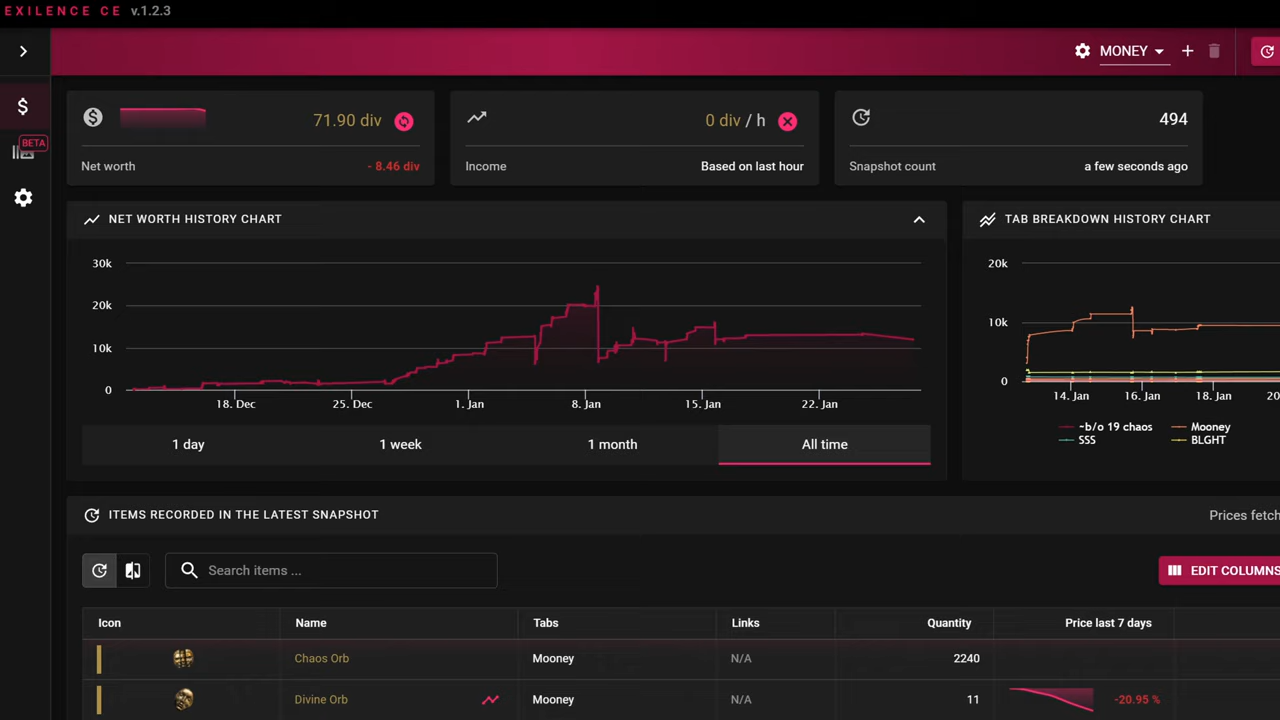 EXILENCE CE v.1.2.3
MONEY
BETA
71.90 div
Net worth
- 8.46 div
0 div / h
Income
Based on last hour
494
Snapshot count
a few seconds ago
NET WORTH HISTORY CHART
30k
20k
10k
0
18. Dec
25. Dec
1. Jan
8. Jan
15. Jan
22. Jan
1 day
1 week
1 month
All time
TAB BREAKDOWN HISTORY CHART
20k
10k
0
14. Jan
16. Jan
18. Jan
20
~b/o 19 chaos
Mooney
SSS
BLGHT
ITEMS RECORDED IN THE LATEST SNAPSHOT
Prices fetch
Search items ...
EDIT COLUMNS
Icon Name Tabs Links Quantity Price last 7 days
Chaos Orb Mooney N/A 2240
Divine Orb Mooney N/A 11 -20.95 %